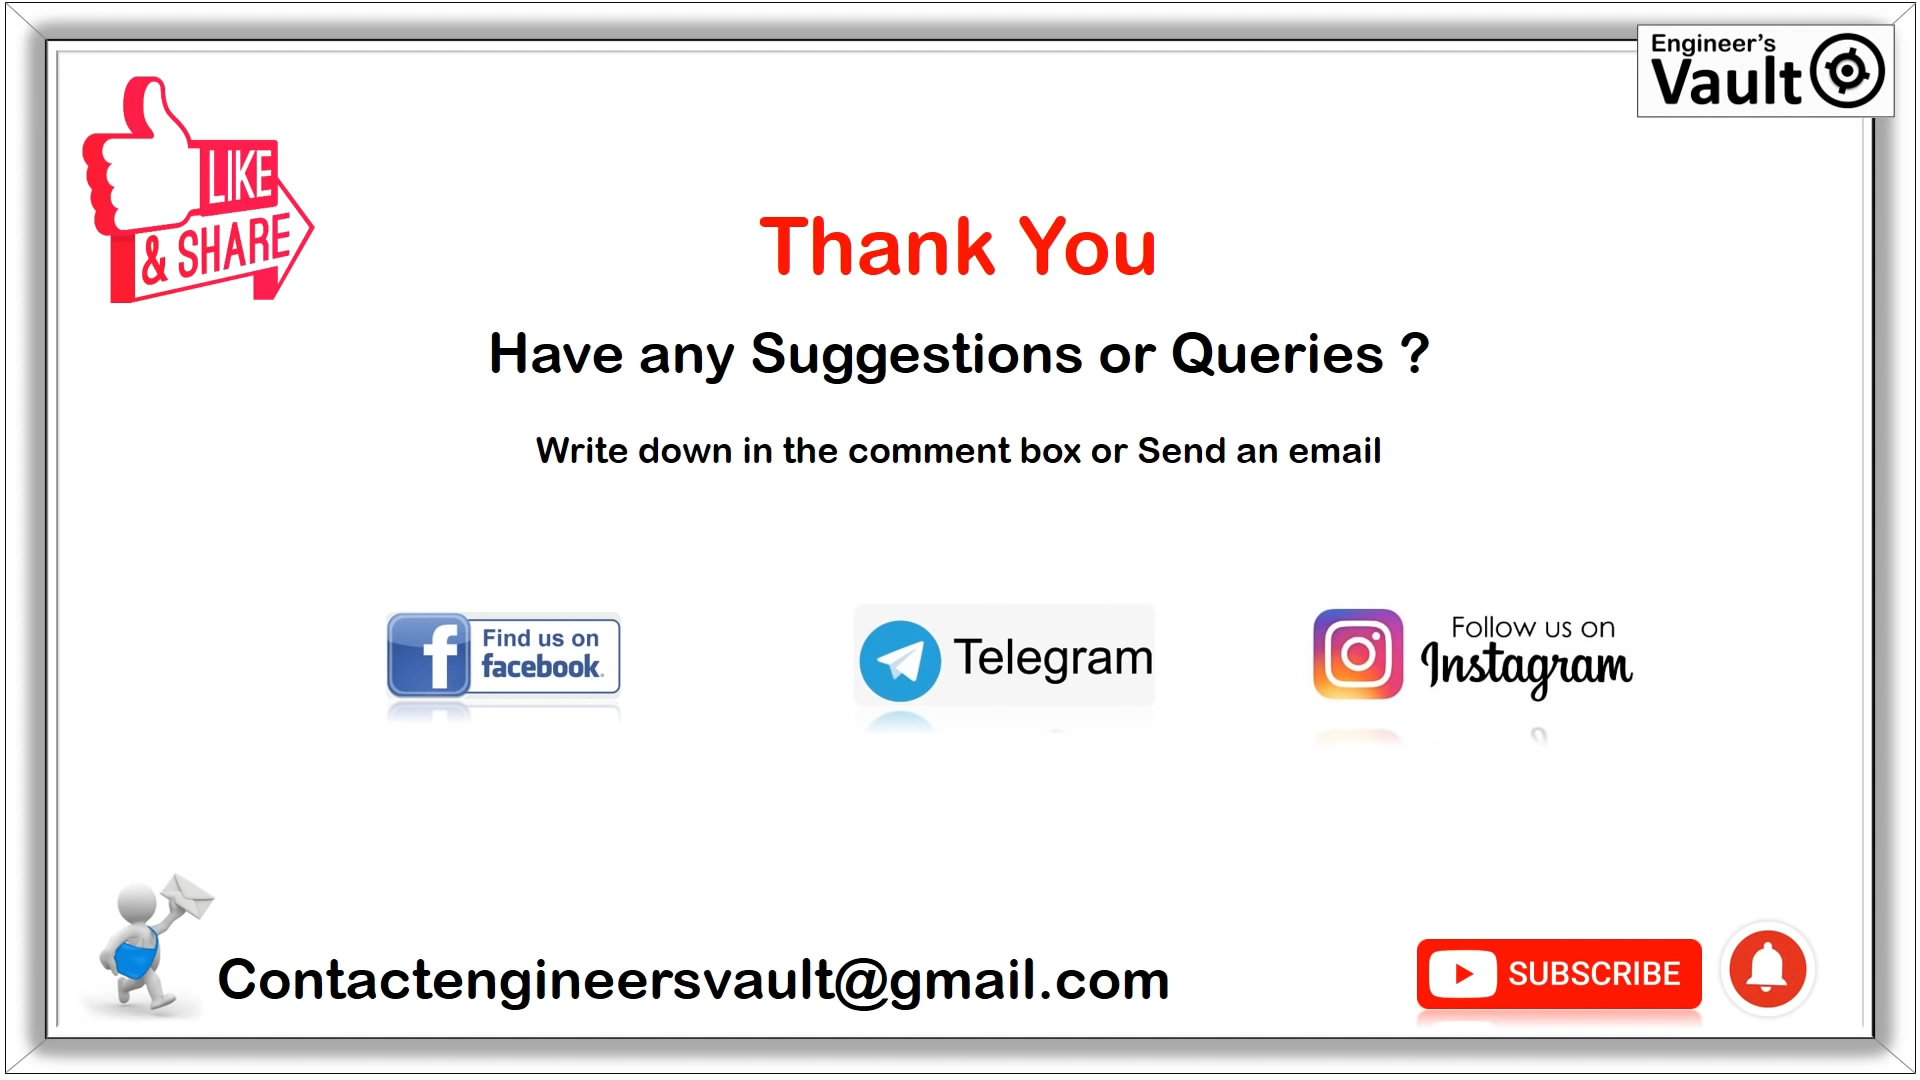 Engineer's
Vault
LIKE
& SHARE
Thank You
Have any Suggestions or Queries ?
Write down in the comment box or Send an email
f
Find us on
facebook.
Telegram
Follow us on
Instagram
Contactengineersvault@gmail.com
SUBSCRIBE